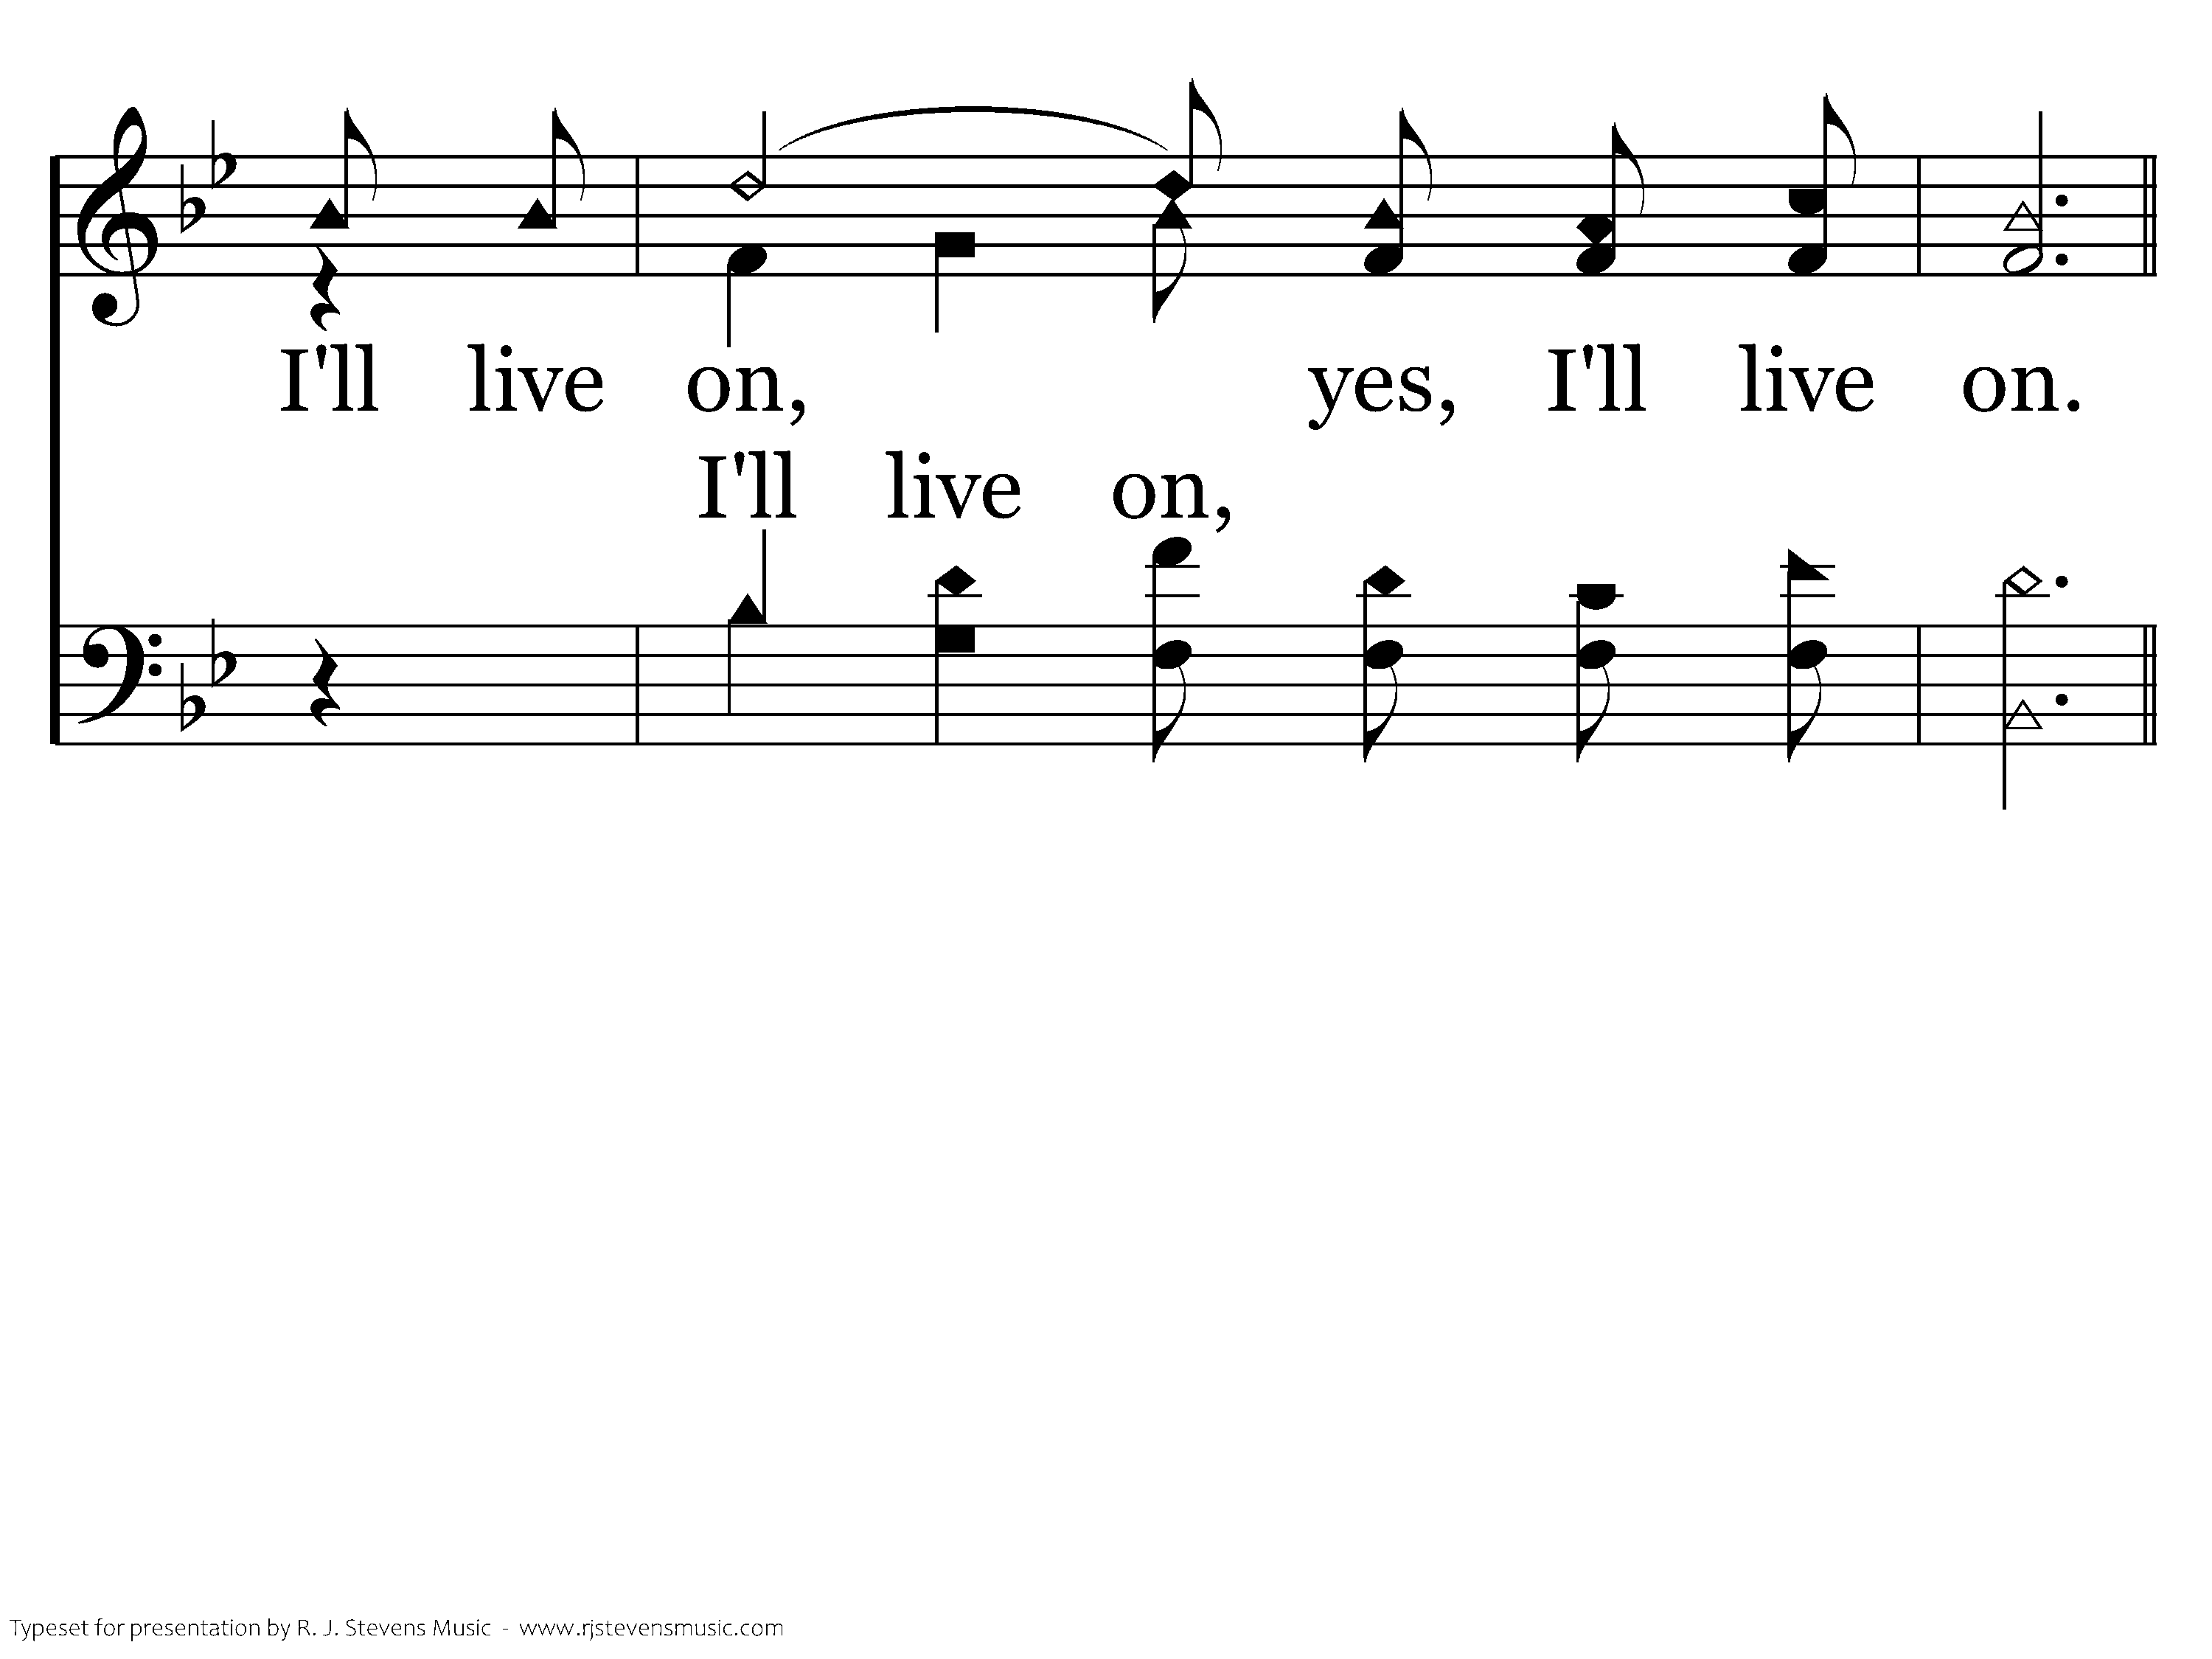 I'll live on, yes, I'll live on.
I'll live on,
Typeset for presentation by R. J. Stevens Music - www.rjstevensmusic.com